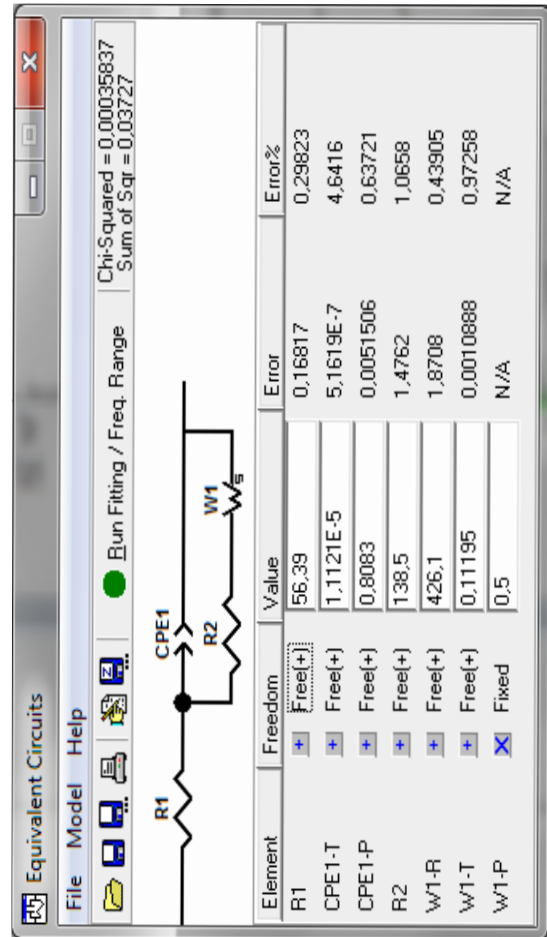 Equivalent Circuits
File Model Help
Run Fitting / Freq. Range
Chi-Squared = 0,00035837
Sum of Sqr = 0,03727
R1
CPE1
R2
W1
s
Element Freedom Value Error Error%
R1 Free(+) 56,39 0,16817 0,29823
CPE1-T Free(+) 1,1121E-5 5,1619E-7 4,6416
CPE1-P Free(+) 0,8083 0,0051506 0,63721
R2 Free(+) 138,5 1,4762 1,0658
W1-R Free(+) 426,1 1,8708 0,43905
W1-T Free(+) 0,11195 0,0010888 0,97258
W1-P Fixed 0,5 N/A N/A